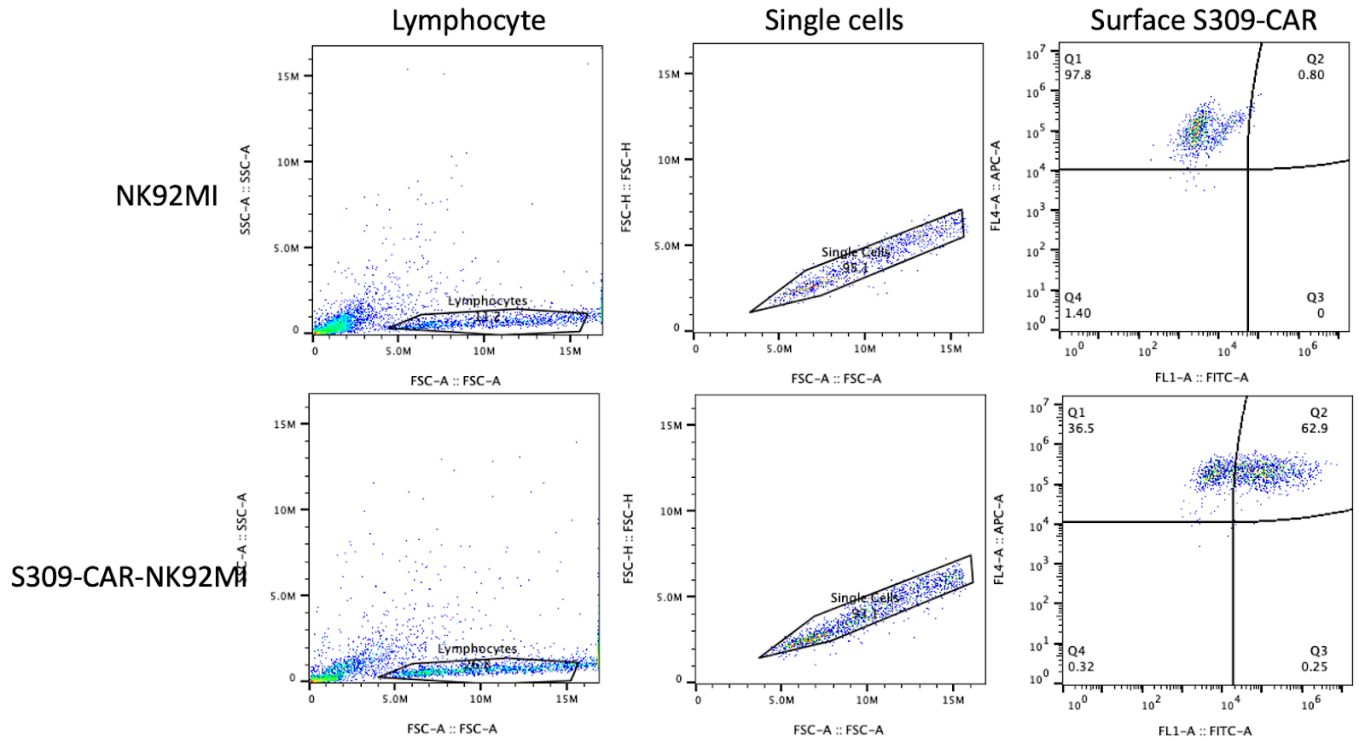 Lymphocyte
Single cells
Surface S309-CAR
NK92MI
SSC-A :: SSC-A
15M
10M
5.0M
0
Lymphocytes
0 5.0M 10M 15M
FSC-A :: FSC-A
FSC-H :: FSC-H
15M
10M
5.0M
0
Single Cells
0 5.0M 10M 15M
FSC-A :: FSC-A
FL4-A :: APC-A
10^7
10^6
10^5
10^4
10^3
10^2
10^1
10^0
Q1
97.8
Q2
0.80
Q4
1.40
Q3
0
10^0 10^2 10^4 10^6
FL1-A :: FITC-A
S309-CAR-NK92MI
-A :: SSC-A
15M
10M
5.0M
0
Lymphocytes
0 5.0M 10M 15M
FSC-A :: FSC-A
FSC-H :: FSC-H
15M
10M
5.0M
0
Single Cells
0 5.0M 10M 15M
FSC-A :: FSC-A
FL4-A :: APC-A
10^7
10^6
10^5
10^4
10^3
10^2
10^1
10^0
Q1
36.5
Q2
62.9
Q4
0.32
Q3
0.25
10^0 10^2 10^4 10^6
FL1-A :: FITC-A